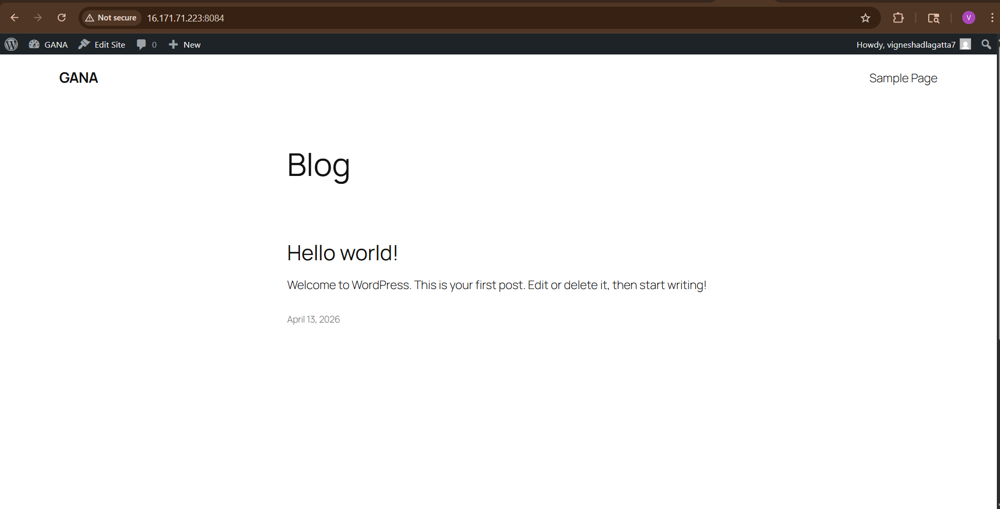 Not secure 16.171.71.223:8084
GANA Edit Site 0 New Howdy, vigneshadlagatta7
V
GANA Sample Page
Blog
Hello world!
Welcome to WordPress. This is your first post. Edit or delete it, then start writing!
April 13, 2026